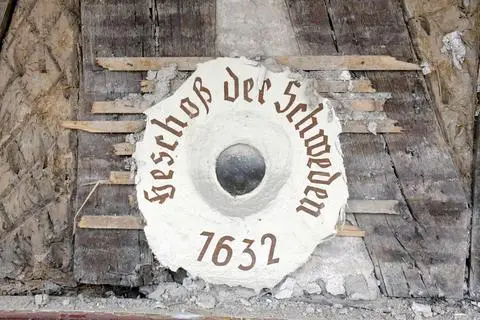 Geschoß der Schweden
1632